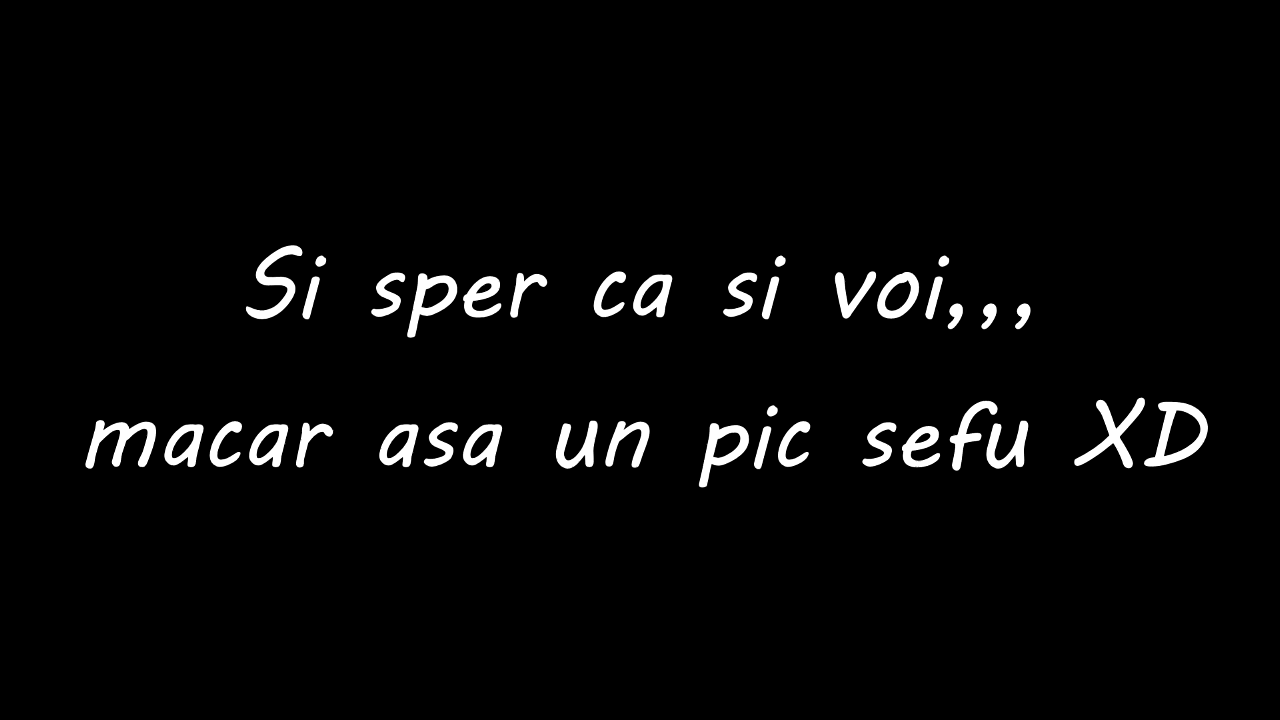 Si sper ca si voi,,,
macar asa un pic sefu XD